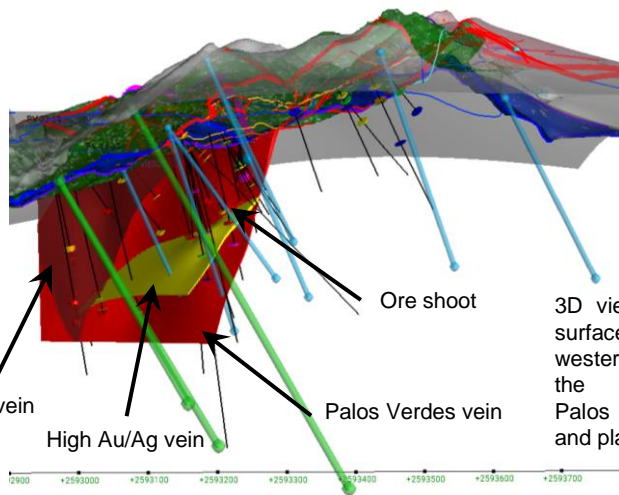 Ore shoot
3D vie
surface
wester
the
vein
Palos Verdes vein
Palos
High Au/Ag vein
and pla
+2593000
+2593100
+2593200
+2593300
+2593400
+2593500
+2593600
+2593700